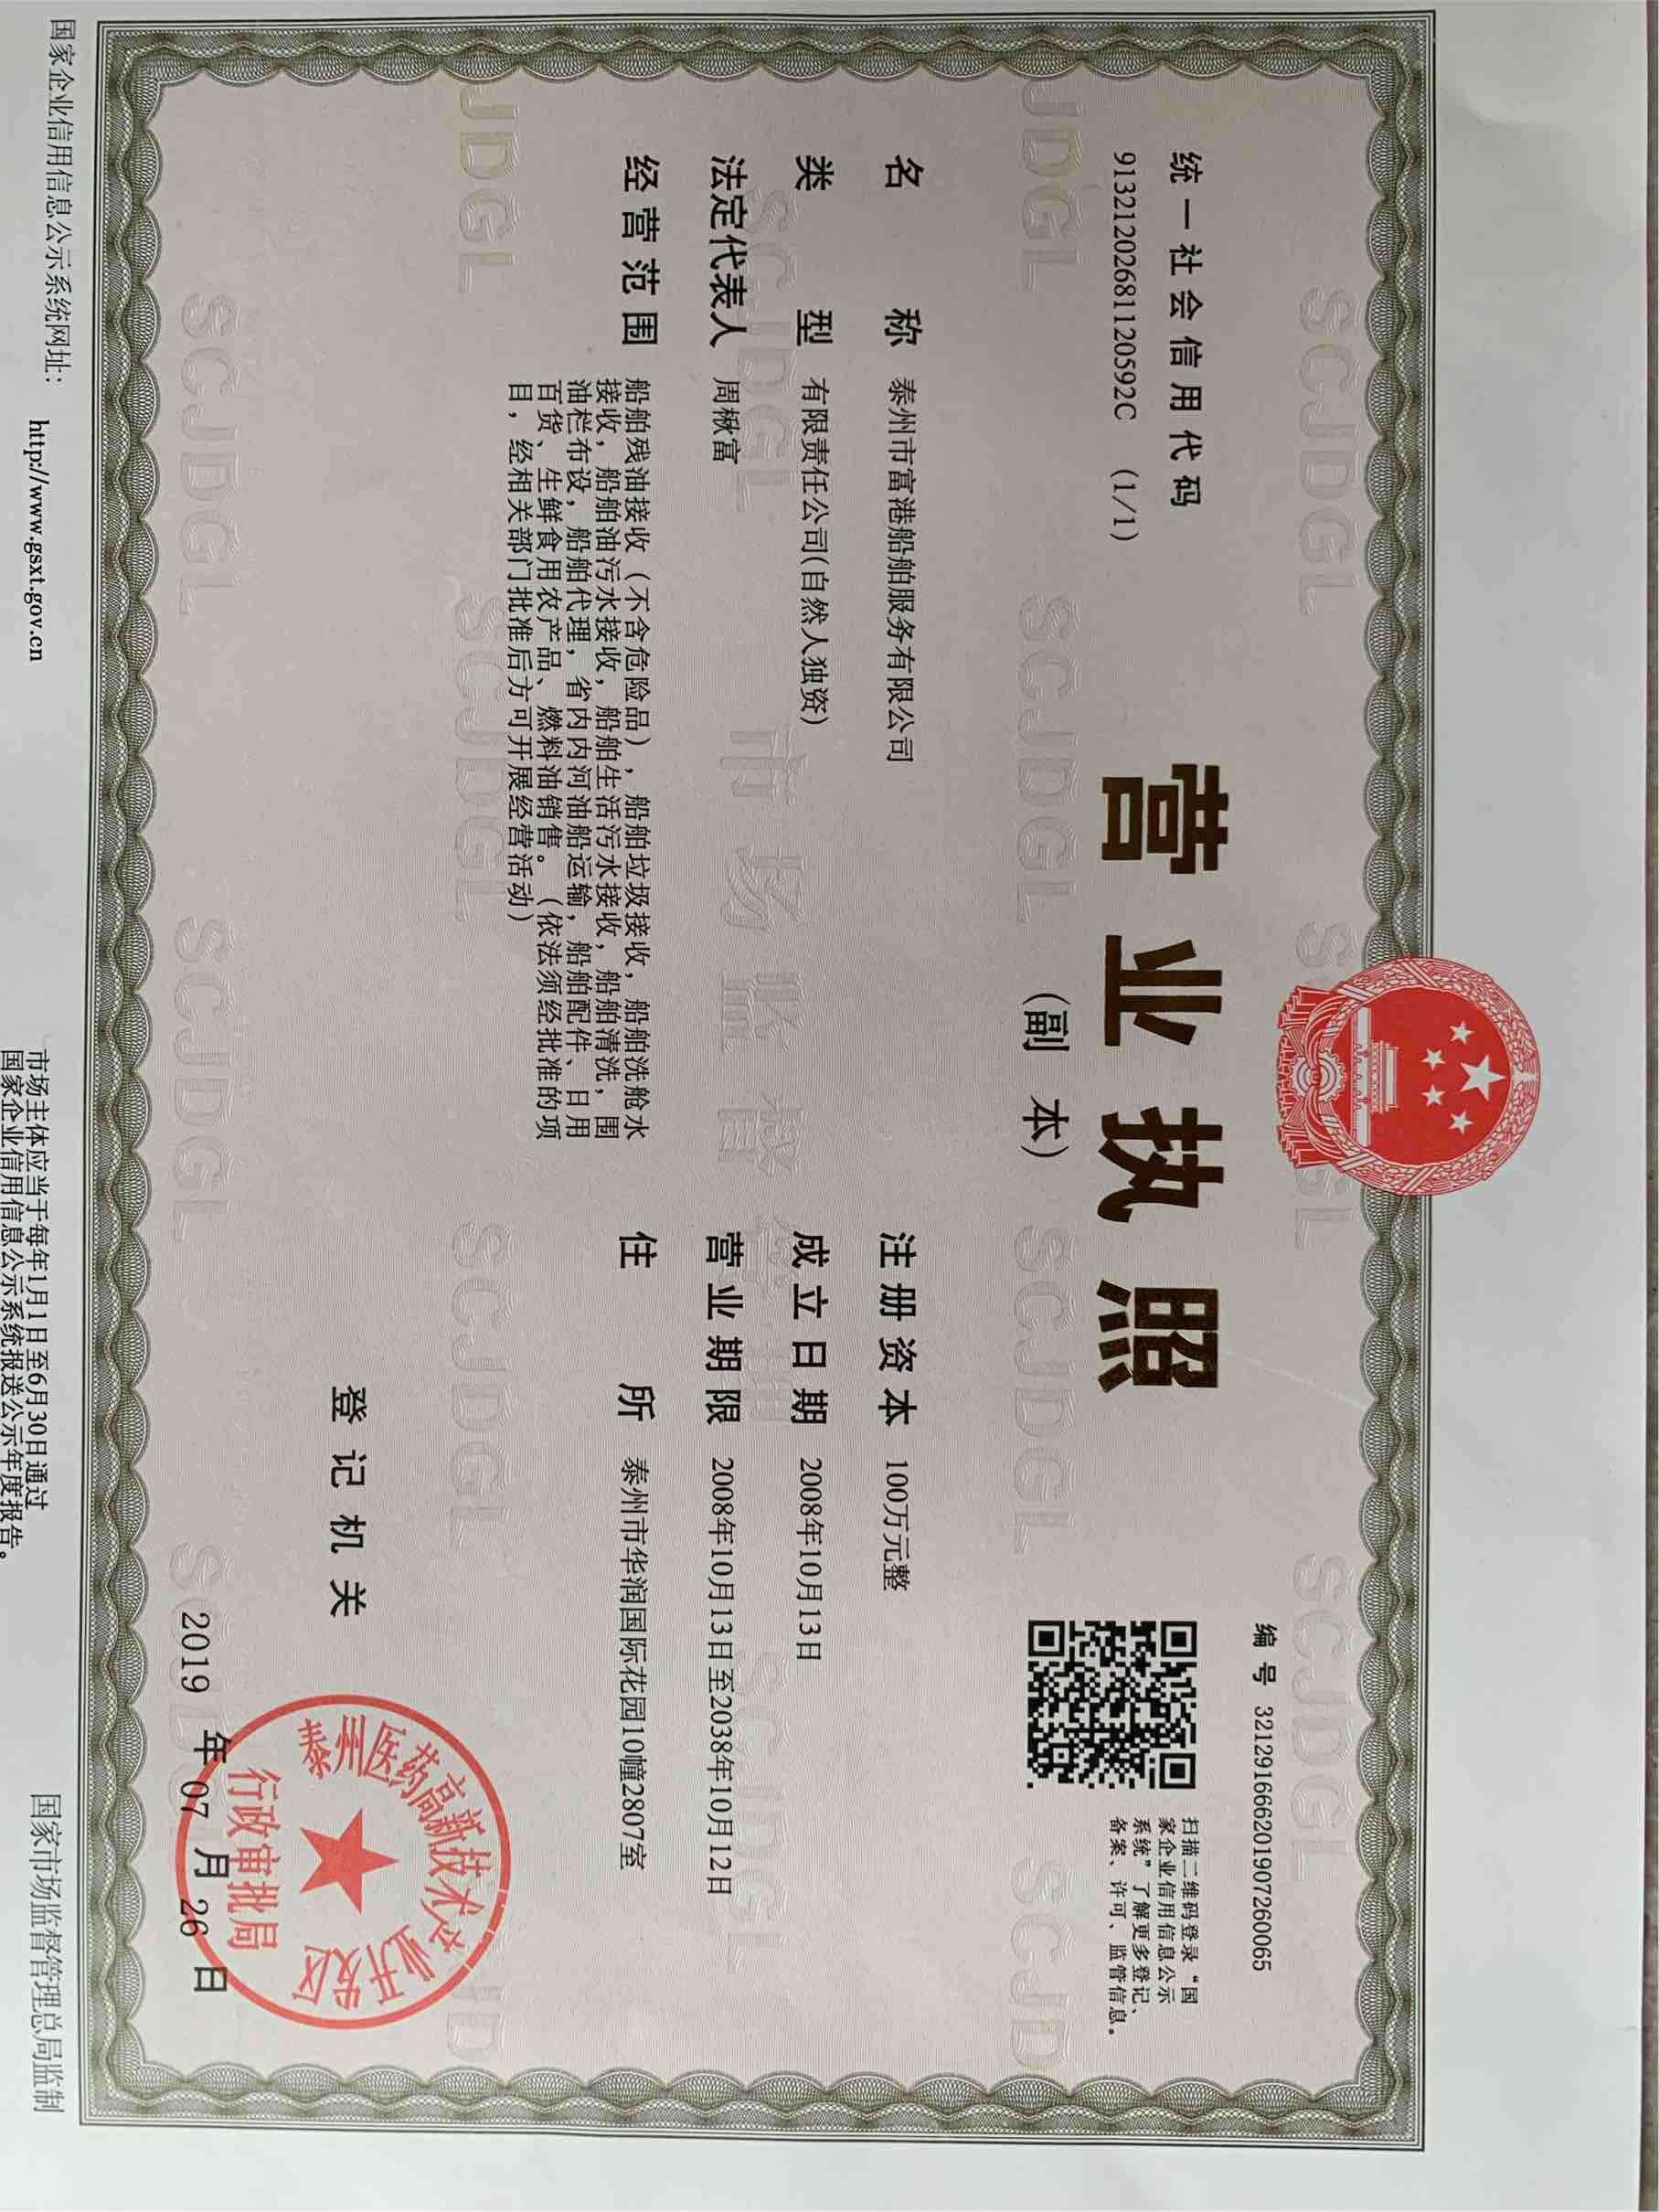 编号 321291666201907260065
统一社会信用代码
91321202681120592C (1/1)
营业执照
(副 本)
扫描二维码登录“国
家企业信用信息公示
系统”了解更多登记、
备案、许可、监管信息。
名称 泰州市富港船舶服务有限公司
类型 有限责任公司(自然人独资)
法定代表人 周楸富
经营范围 船舶残油接收（不含危险品），船舶垃圾接收，船舶洗舱水
接收，船舶油污水接收，船舶生活污水接收，船舶清洗，围
油栏布设，船舶代理，省内内河油船运输，船舶配件、日用
百货、生鲜食用农产品、燃料油销售。（依法须经批准的项
目，经相关部门批准后方可开展经营活动）
注册资本 100万元整
成立日期 2008年10月13日
营业期限 2008年10月13日至2038年10月12日
住所 泰州市华润国际花园10幢2807室
登记机关
泰州医药高新技术产业开发区
行政审批局
2019 年 07 月 26 日
SCJDGL
市场监督管理
国家企业信用信息公示系统网址：
http://www.gsxt.gov.cn
市场主体应当于每年1月1日至6月30日通过
国家企业信用信息公示系统报送公示年度报告。
国家市场监督管理总局监制